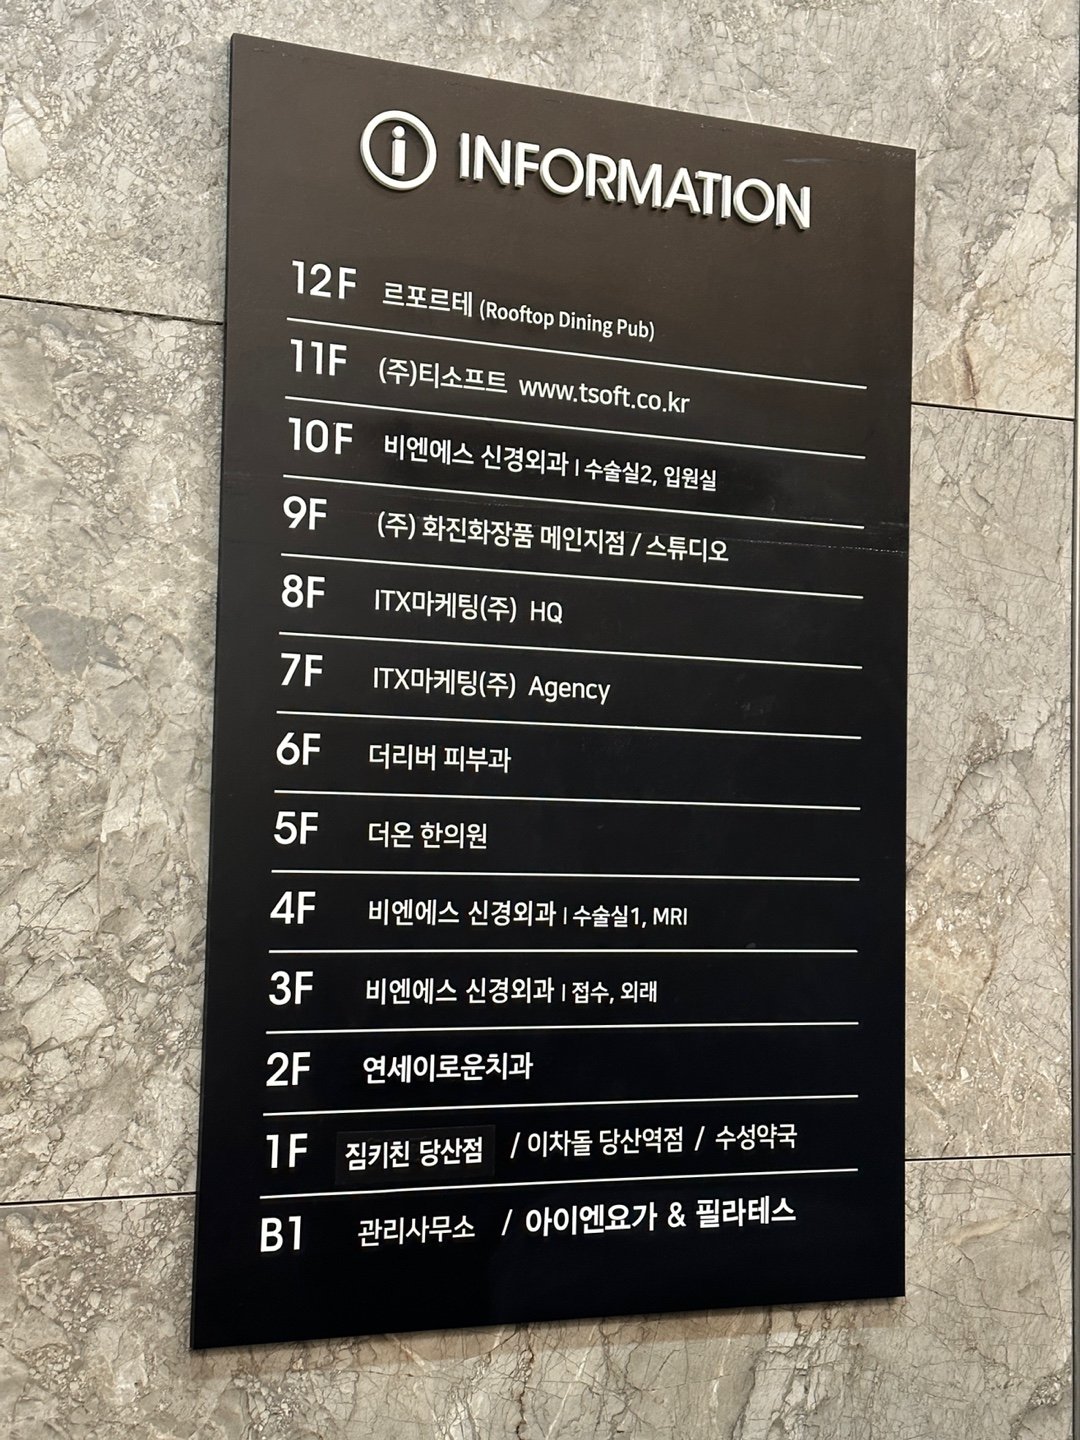 i INFORMATION
12F 르포르테 (Rooftop Dining Pub)
11F (주)티소프트 www.tsoft.co.kr
10F 비엔에스 신경외과 | 수술실2, 입원실
9F (주) 화진화장품 메인지점 / 스튜디오
8F ITX마케팅(주) HQ
7F ITX마케팅(주) Agency
6F 더리버 피부과
5F 더온 한의원
4F 비엔에스 신경외과 | 수술실1, MRI
3F 비엔에스 신경외과 | 접수, 외래
2F 연세이로운치과
1F 짐키친 당산점 / 이차돌 당산역점 / 수성약국
B1 관리사무소 / 아이엔요가 & 필라테스